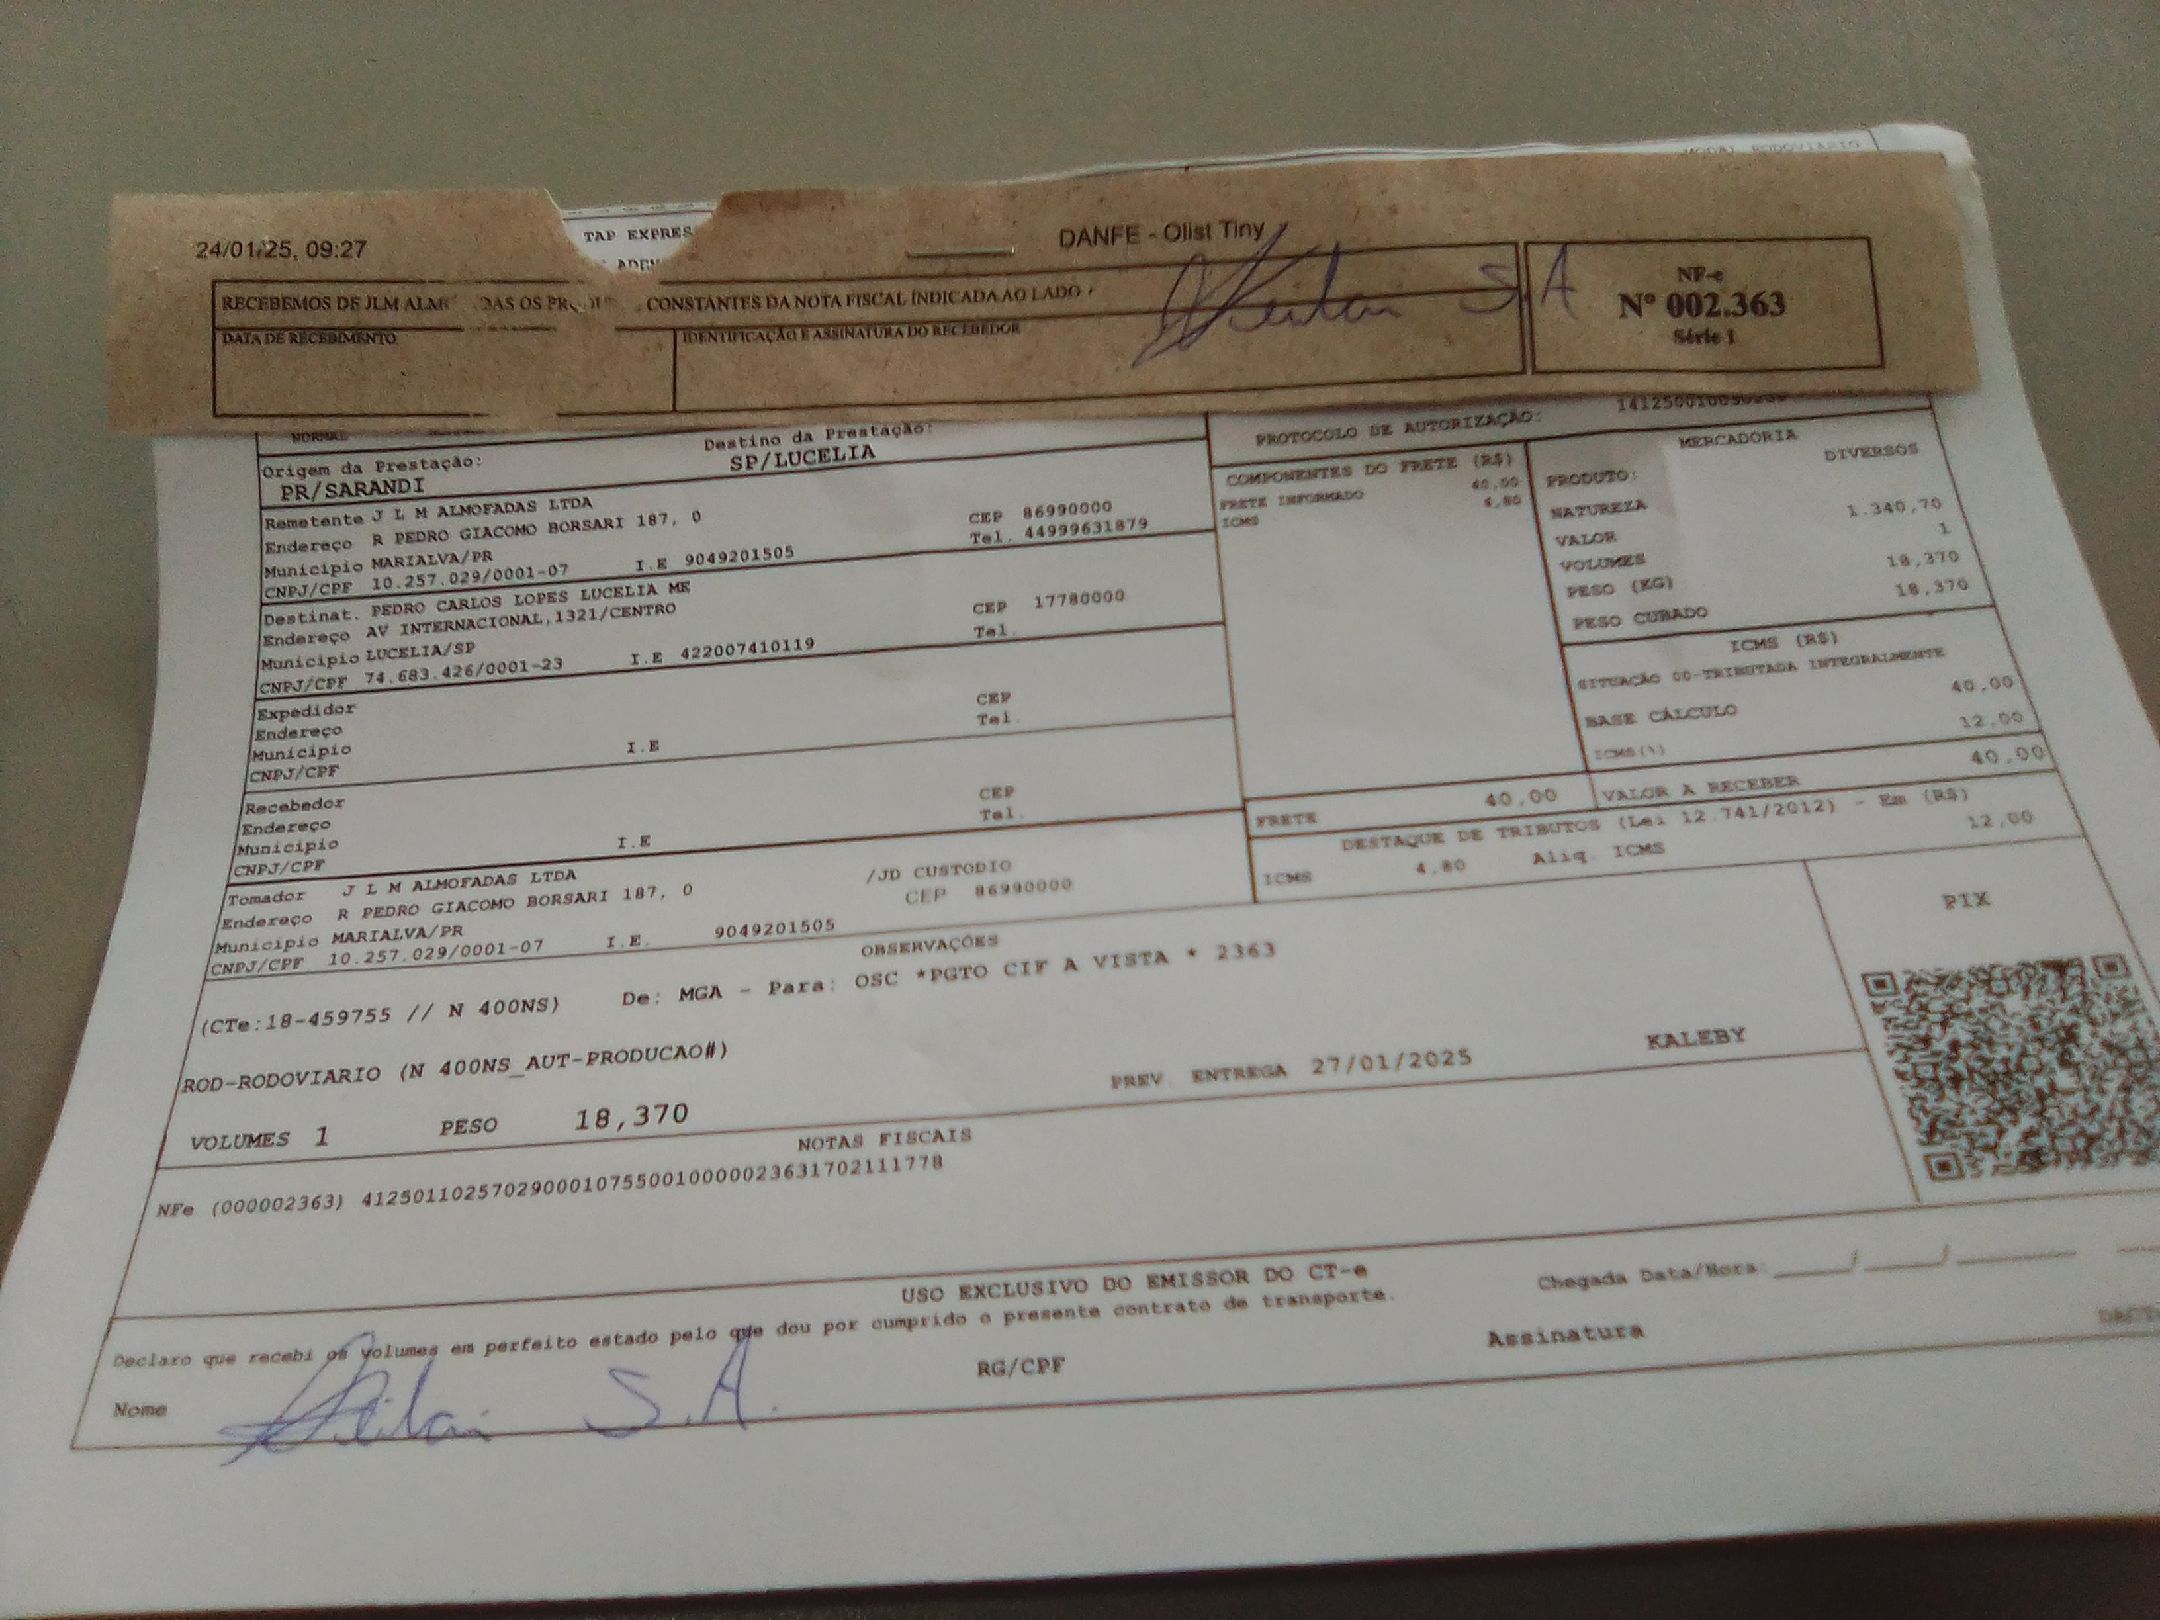 MODAL RODOVIARIO
24/01/25, 09:27
TAP EXPRES
DANFE - Olist Tiny
RECEBEMOS DE JLM ALM DAS OS PR CONSTANTES DA NOTA FISCAL INDICADA AO LADO
DATA DE RECEBIMENTO
IDENTIFICAÇÃO E ASSINATURA DO RECEBEDOR
S.A
NF-e
Nº 002.363
Série 1
NORMAL
Origem da Prestação:
PR/SARANDI
Destino da Prestação:
SP/LUCELIA
PROTOCOLO DE AUTORIZAÇÃO:
Remetente J L M ALMOFADAS LTDA
Endereço R PEDRO GIACOMO BORSARI 187, 0 CEP 86990000
Município MARIALVA/PR Tel. 44999631879
CNPJ/CPF 10.257.029/0001-07 I.E 9049201505
Destinat. PEDRO CARLOS LOPES LUCELIA ME
Endereço AV INTERNACIONAL,1321/CENTRO CEP 17780000
Município LUCELIA/SP Tel.
CNPJ/CPF 74.683.426/0001-23 I.E 422007410119
Expedidor
Endereço CEP
Município Tel.
CNPJ/CPF I.E
Recebedor
Endereço CEP
Município Tel.
CNPJ/CPF I.E
Tomador J L M ALMOFADAS LTDA
Endereço R PEDRO GIACOMO BORSARI 187, 0 /JD CUSTODIO
Município MARIALVA/PR CEP 86990000
CNPJ/CPF 10.257.029/0001-07 I.E. 9049201505
COMPONENTES DO FRETE (R$)
FRETE INFORMADO 40,00
ICMS 4,80
MERCADORIA
PRODUTO: DIVERSOS
NATUREZA
VALOR 1.340,70
VOLUMES 1
PESO (KG) 18,370
PESO CUBADO 18,370
ICMS (R$)
SITUAÇÃO 00-TRIBUTADA INTEGRALMENTE
BASE CÁLCULO 40,00
ICMS(%) 12,00
FRETE 40,00
VALOR A RECEBER 40,00
DESTAQUE DE TRIBUTOS (Lei 12.741/2012) - Em (R$)
ICMS 4,80 Aliq. ICMS 12,00
OBSERVAÇÕES
(CTe:18-459755 // N 400NS) De: MGA - Para: OSC *PGTO CIF A VISTA * 2363
ROD-RODOVIARIO (N 400NS_AUT-PRODUCAO#)
PREV. ENTREGA 27/01/2025 KALEBY
VOLUMES 1 PESO 18,370
PIX
NOTAS FISCAIS
NFe (000002363) 41250110257029000107550010000023631702111778
USO EXCLUSIVO DO EMISSOR DO CT-e
Declaro que recebi os volumes em perfeito estado pelo que dou por cumprido o presente contrato de transporte.
Chegada Data/Hora: ____/____/______
Nome
S.A.
RG/CPF
Assinatura